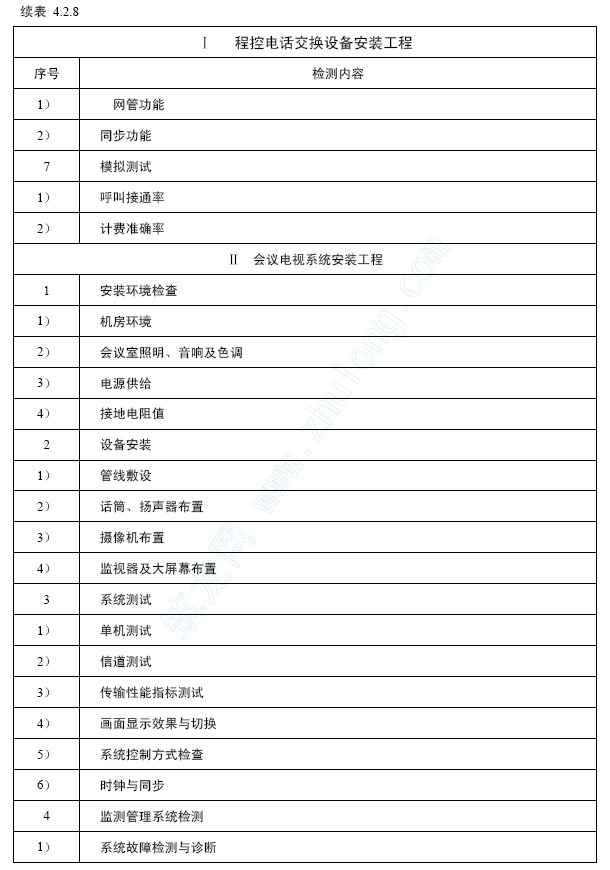 续表 4.2.8
Ⅰ 程控电话交换设备安装工程
序号 检测内容
1） 网管功能
2） 同步功能
7 模拟测试
1） 呼叫接通率
2） 计费准确率
Ⅱ 会议电视系统安装工程
1 安装环境检查
1） 机房环境
2） 会议室照明、音响及色调
3） 电源供给
4） 接地电阻值
2 设备安装
1） 管线敷设
2） 话筒、扬声器布置
3） 摄像机布置
4） 监视器及大屏幕布置
3 系统测试
1） 单机测试
2） 信道测试
3） 传输性能指标测试
4） 画面显示效果与切换
5） 系统控制方式检查
6） 时钟与同步
4 监测管理系统检测
1） 系统故障检测与诊断
筑龙网 www.zhulong.com